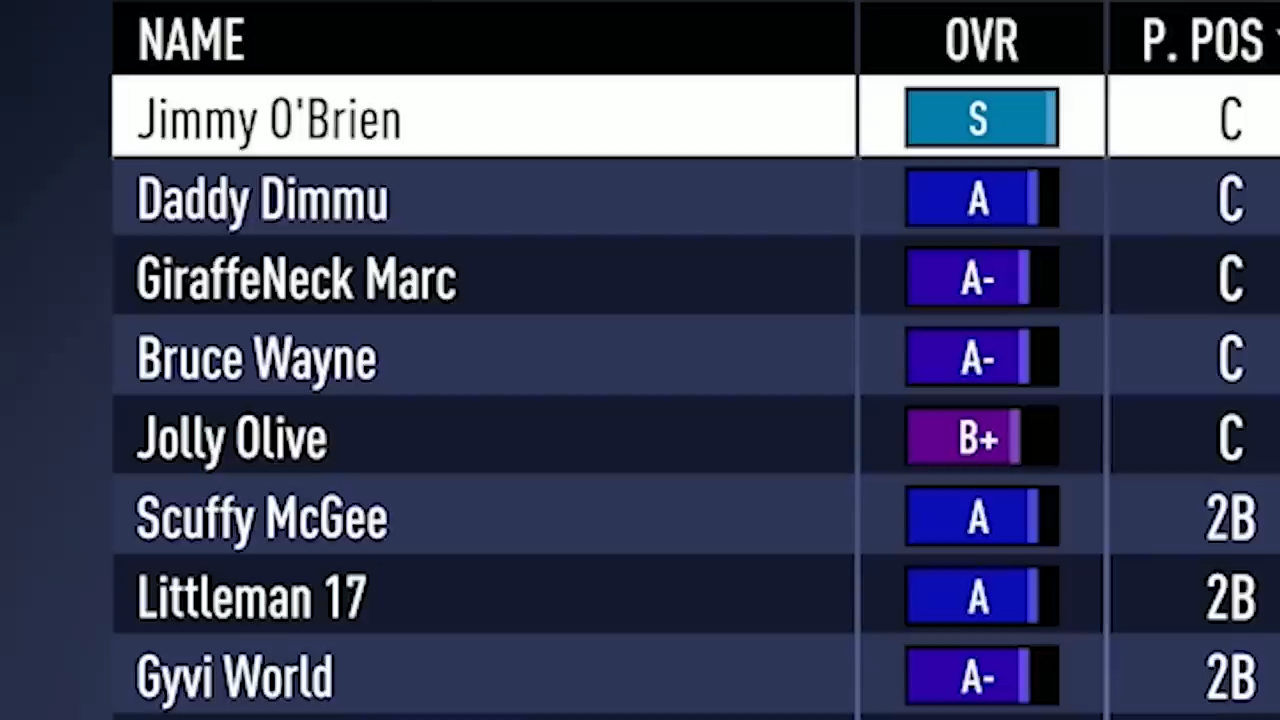 NAME OVR P. POS
Jimmy O'Brien S C
Daddy Dimmu A C
GiraffeNeck Marc A- C
Bruce Wayne A- C
Jolly Olive B+ C
Scuffy McGee A 2B
Littleman 17 A 2B
Gyvi World A- 2B